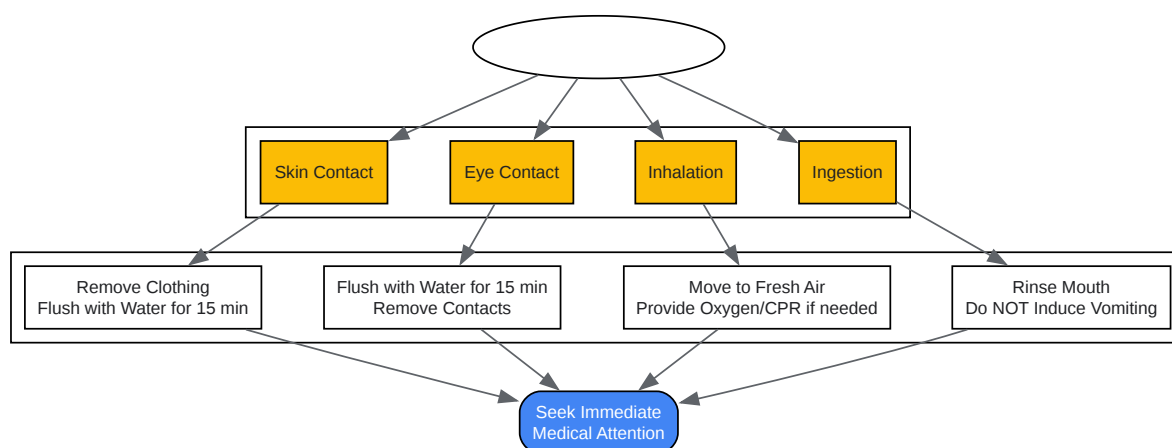 Skin Contact
Eye Contact
Inhalation
Ingestion
Remove Clothing
Flush with Water for 15 min
Flush with Water for 15 min
Remove Contacts
Move to Fresh Air
Provide Oxygen/CPR if needed
Rinse Mouth
Do NOT Induce Vomiting
Seek Immediate
Medical Attention